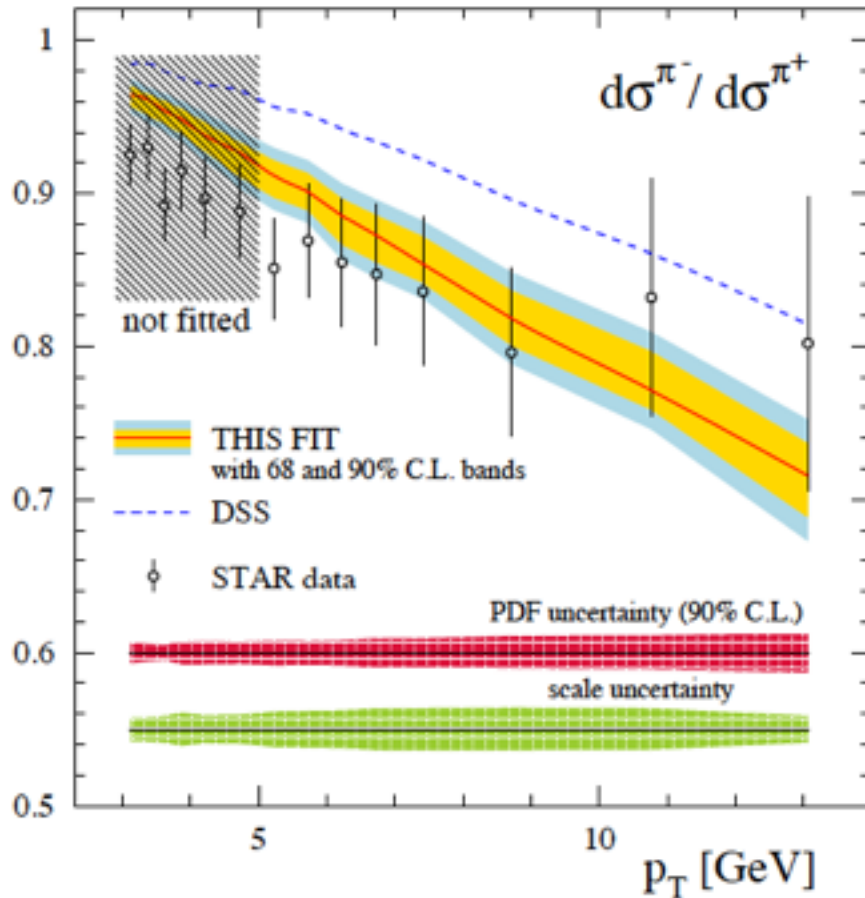 1
dσ^π⁻ / dσ^π⁺
0.9
not fitted
0.8
THIS FIT
with 68 and 90% C.L. bands
0.7
DSS
STAR data
PDF uncertainty (90% C.L.)
0.6
scale uncertainty
0.5
5 10
p_T [GeV]